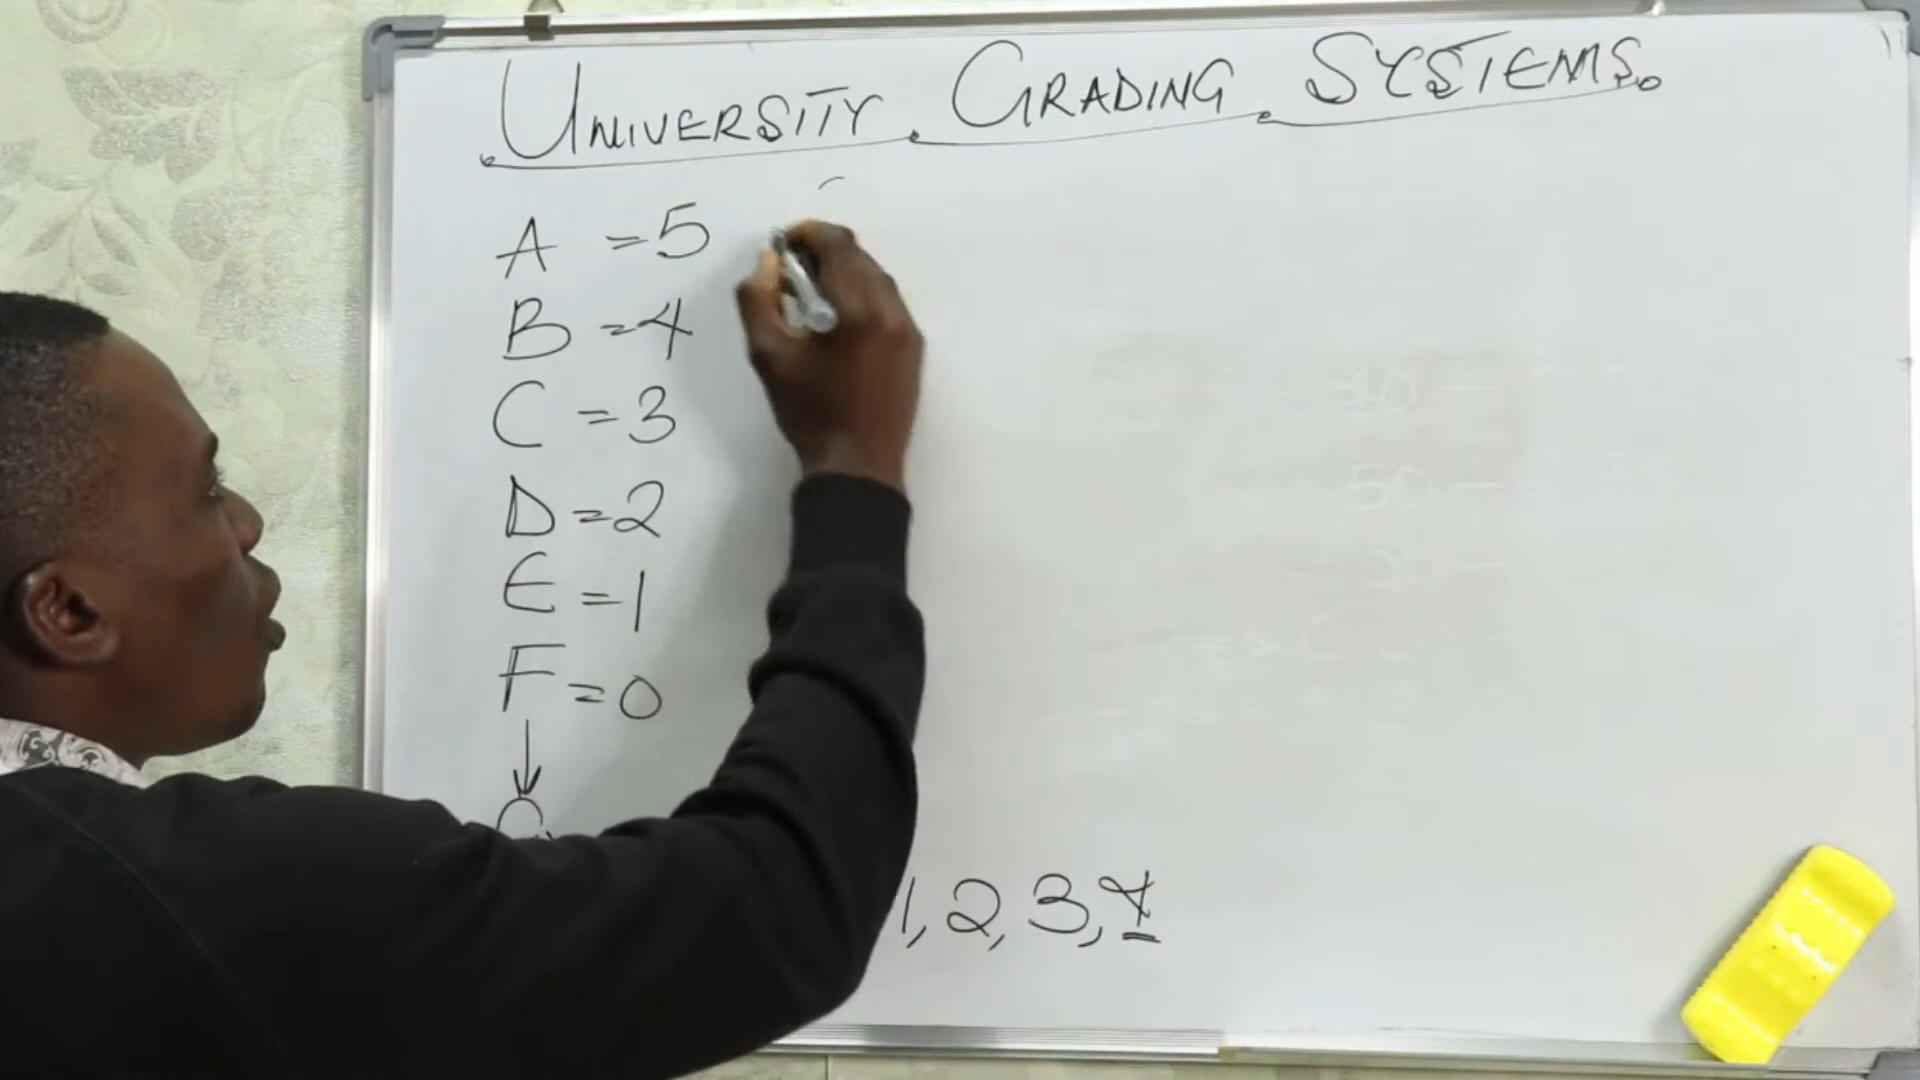 UNIVERSITY GRADING SYSTEMS
A = 5
B = 4
C = 3
D = 2
E = 1
F = 0
1, 2, 3, 4